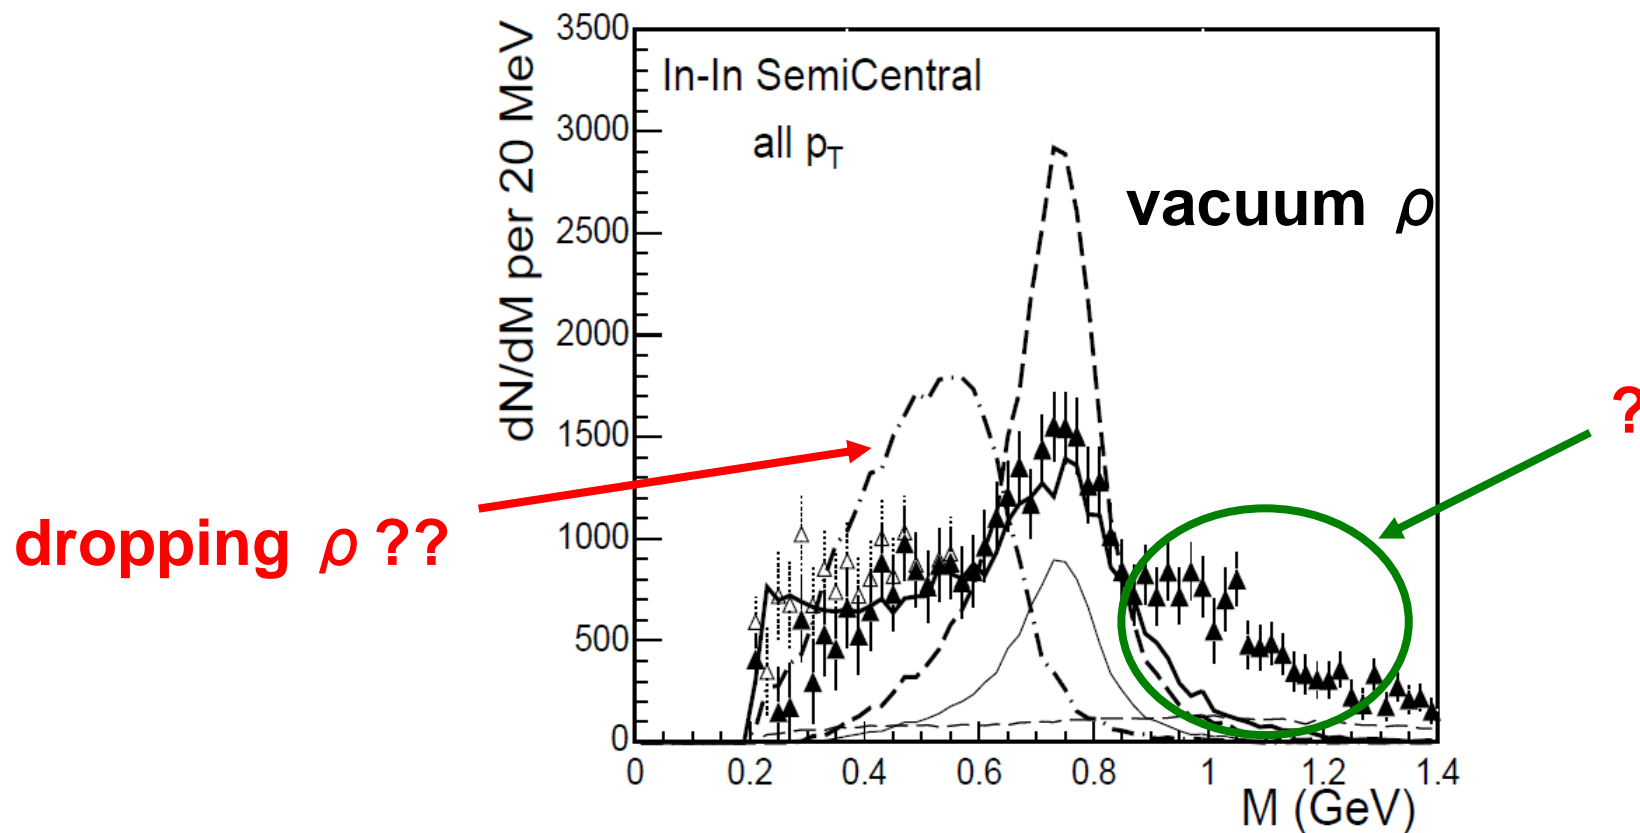 dN/dM per 20 MeV
3500
3000
2500
2000
1500
1000
500
0
In-In SemiCentral
all pT
vacuum ρ
?
dropping ρ ??
0 0.2 0.4 0.6 0.8 1 1.2 1.4
M (GeV)